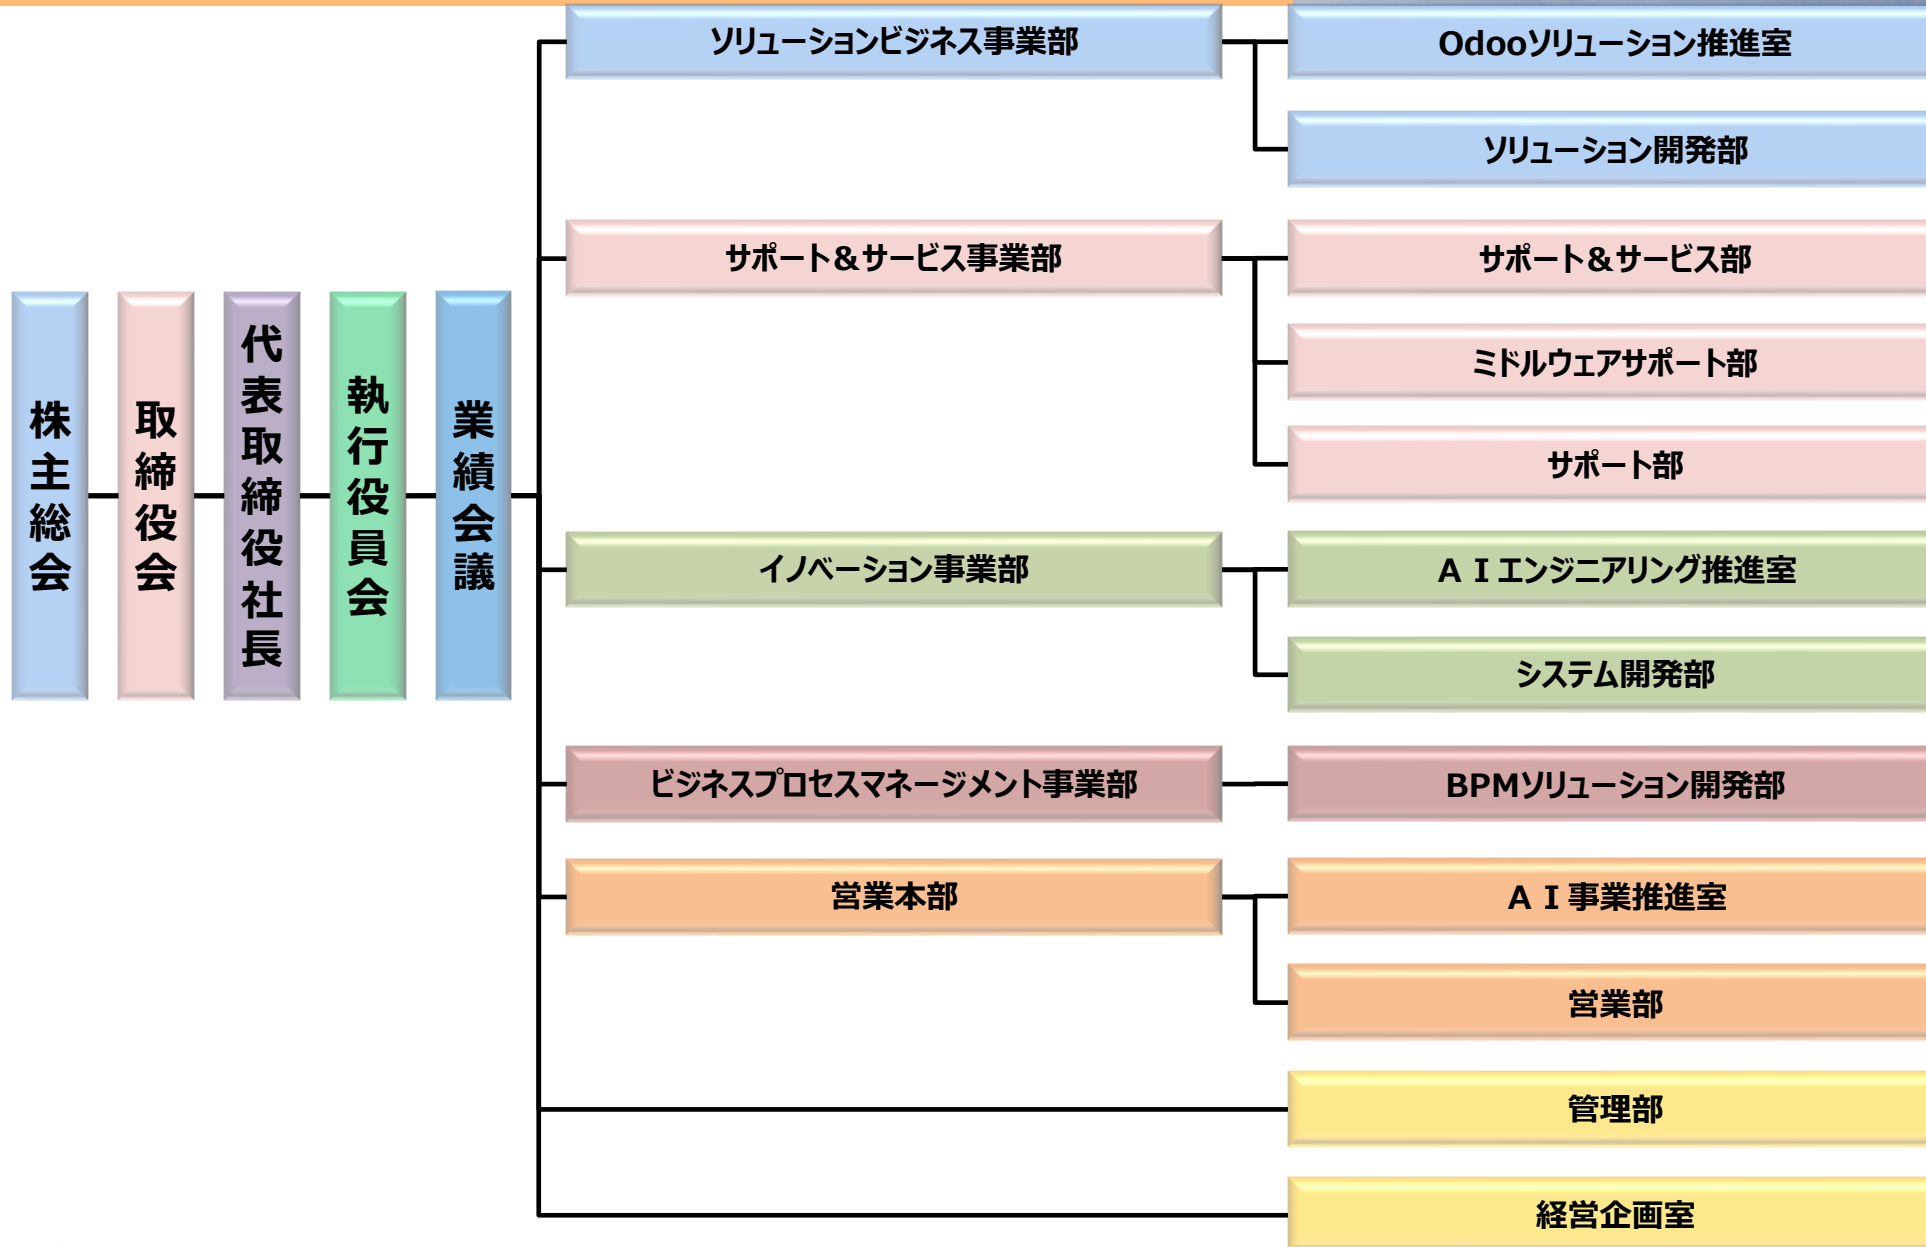 株主総会
取締役会
代表取締役社長
執行役員会
業績会議
ソリューションビジネス事業部
Odooソリューション推進室
ソリューション開発部
サポート&サービス事業部
サポート&サービス部
ミドルウェアサポート部
サポート部
イノベーション事業部
ＡＩエンジニアリング推進室
システム開発部
ビジネスプロセスマネージメント事業部
BPMソリューション開発部
営業本部
ＡＩ事業推進室
営業部
管理部
経営企画室